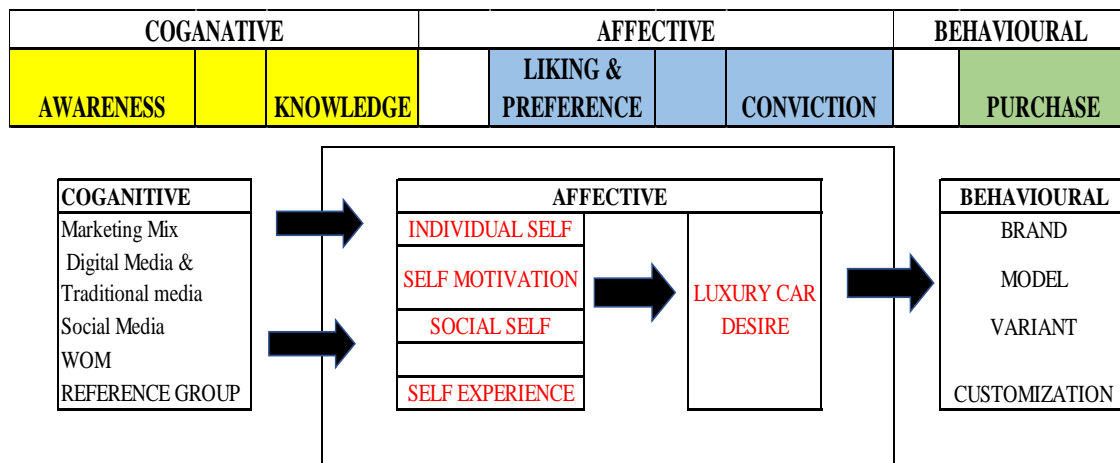 COGANATIVE AFFECTIVE BEHAVIOURAL
LIKING &
AWARENESS KNOWLEDGE PREFERENCE CONVICTION PURCHASE
COGANITIVE
Marketing Mix
Digital Media &
Traditional media
Social Media
WOM
REFERENCE GROUP
AFFECTIVE
INDIVIDUAL SELF
SELF MOTIVATION
SOCIAL SELF
SELF EXPERIENCE
LUXURY CAR
DESIRE
BEHAVIOURAL
BRAND
MODEL
VARIANT
CUSTOMIZATION